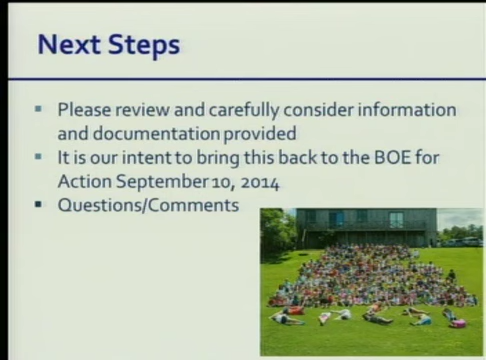 Next Steps
Please review and carefully consider information
and documentation provided
It is our intent to bring this back to the BOE for
Action September 10, 2014
Questions/Comments